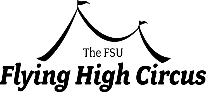 The FSU
Flying High Circus